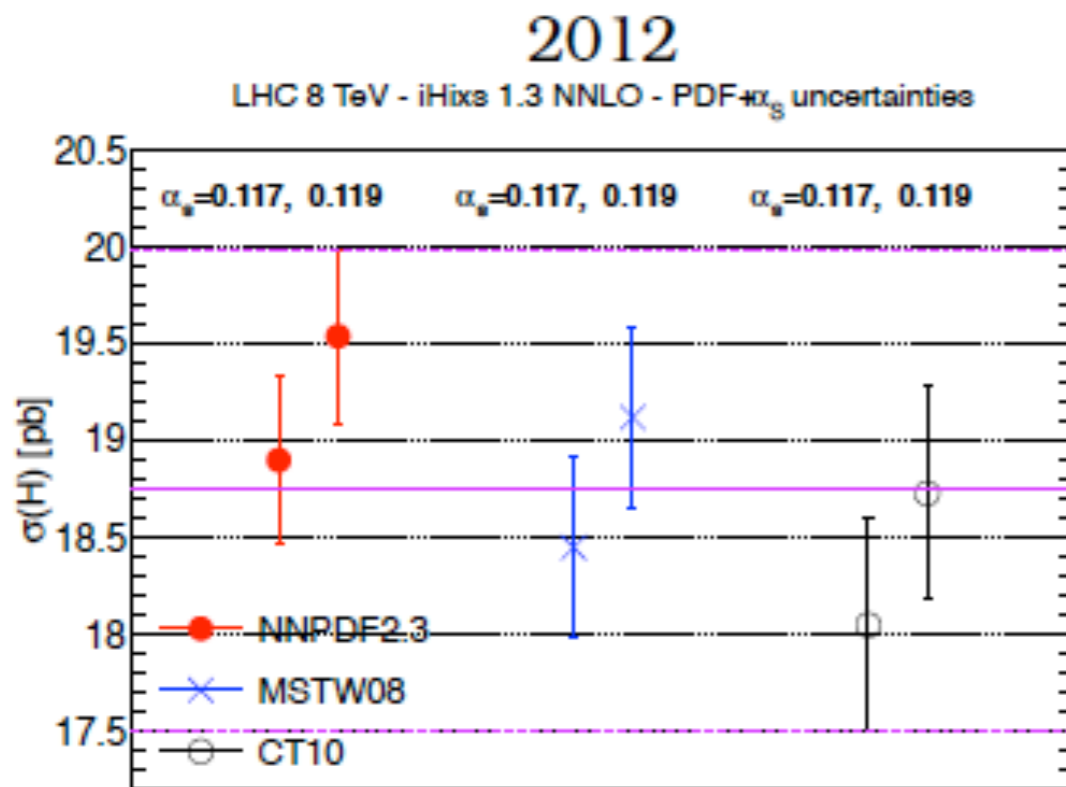 2012
LHC 8 TeV - iHixs 1.3 NNLO - PDF+αS uncertainties
20.5
αs=0.117, 0.119 αs=0.117, 0.119 αs=0.117, 0.119
20
19.5
19
σ(H) [pb]
18.5
18
NNPDF2.3
MSTW08
17.5
CT10